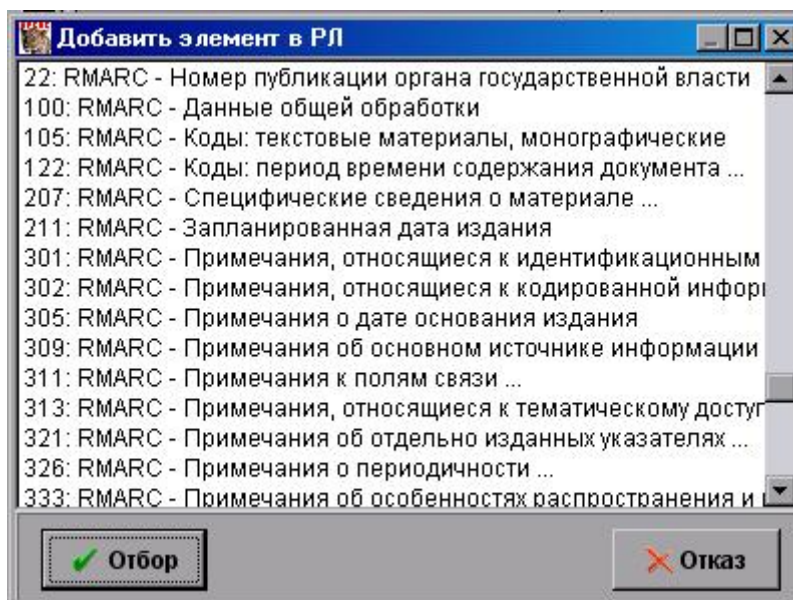 Добавить элемент в РЛ
22: RMARC - Номер публикации органа государственной власти
100: RMARC - Данные общей обработки
105: RMARC - Коды: текстовые материалы, монографические
122: RMARC - Коды: период времени содержания документа ...
207: RMARC - Специфические сведения о материале ...
211: RMARC - Запланированная дата издания
301: RMARC - Примечания, относящиеся к идентификационным
302: RMARC - Примечания, относящиеся к кодированной инфор
305: RMARC - Примечания о дате основания издания
309: RMARC - Примечания об основном источнике информации
311: RMARC - Примечания к полям связи ...
313: RMARC - Примечания, относящиеся к тематическому доступ
321: RMARC - Примечания об отдельно изданных указателях ...
326: RMARC - Примечания о периодичности ...
333: RMARC - Примечания об особенностях распространения и
Отбор
Отказ